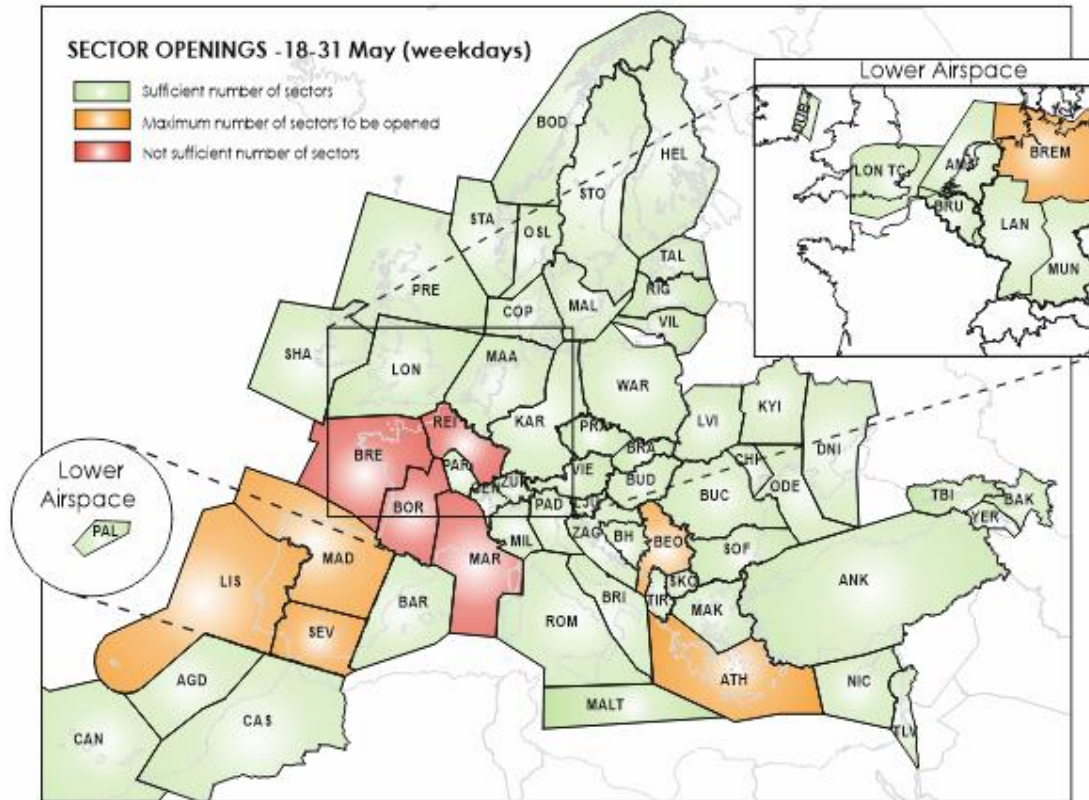 SECTOR OPENINGS -18-31 May (weekdays)
Sufficient number of sectors
Maximum number of sectors to be opened
Not sufficient number of sectors
Lower Airspace
DUB
LON TC
AMS
BREM
BRU
LAN
MUN
BOD
HEL
STO
STA
OSL
TAL
PRE
RIG
COP
MAL
VIL
SHA
MAA
LON
WAR
KYI
KAR
LVI
REI
PRA
BRE
BRA
DNI
PAR
VIE
CHI
GEN
ZUR
BUD
ODE
Lower
Airspace
BUC
BOR
PAD
LJU
TBI
BAK
PAL
ZAG
BH
YER
MIL
BEO
SOF
MAD
MAR
LIS
SKO
ANK
BAR
BRI
TIR
MAK
ROM
SEV
ATH
NIC
AGD
MALT
CAS
TLV
CAN